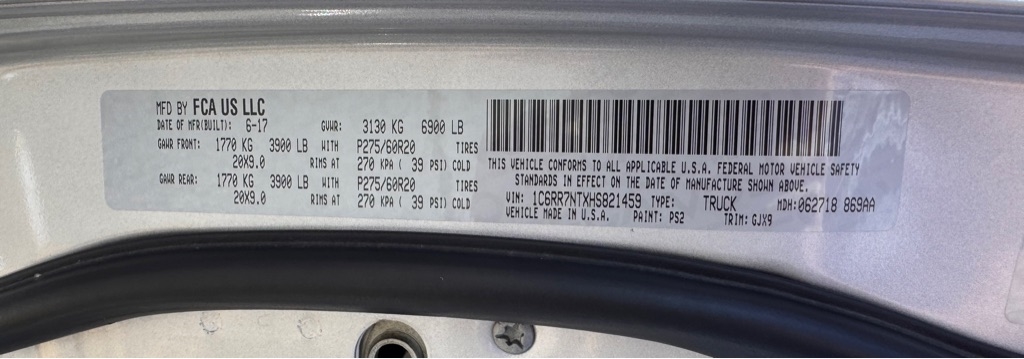 MFD BY FCA US LLC
DATE OF MFR(BUILT): 6-17 GVWR: 3130 KG 6900 LB
GAWR FRONT: 1770 KG 3900 LB WITH P275/60R20 TIRES
20X9.0 RIMS AT 270 KPA ( 39 PSI) COLD
GAWR REAR: 1770 KG 3900 LB WITH P275/60R20 TIRES
20X9.0 RIMS AT 270 KPA ( 39 PSI) COLD
THIS VEHICLE CONFORMS TO ALL APPLICABLE U.S.A. FEDERAL MOTOR VEHICLE SAFETY
STANDARDS IN EFFECT ON THE DATE OF MANUFACTURE SHOWN ABOVE.
VIN: 1C6RR7NTXHS821459 TYPE: TRUCK MDH:062718 869AA
VEHICLE MADE IN U.S.A. PAINT: PS2 TRIM: GJX9